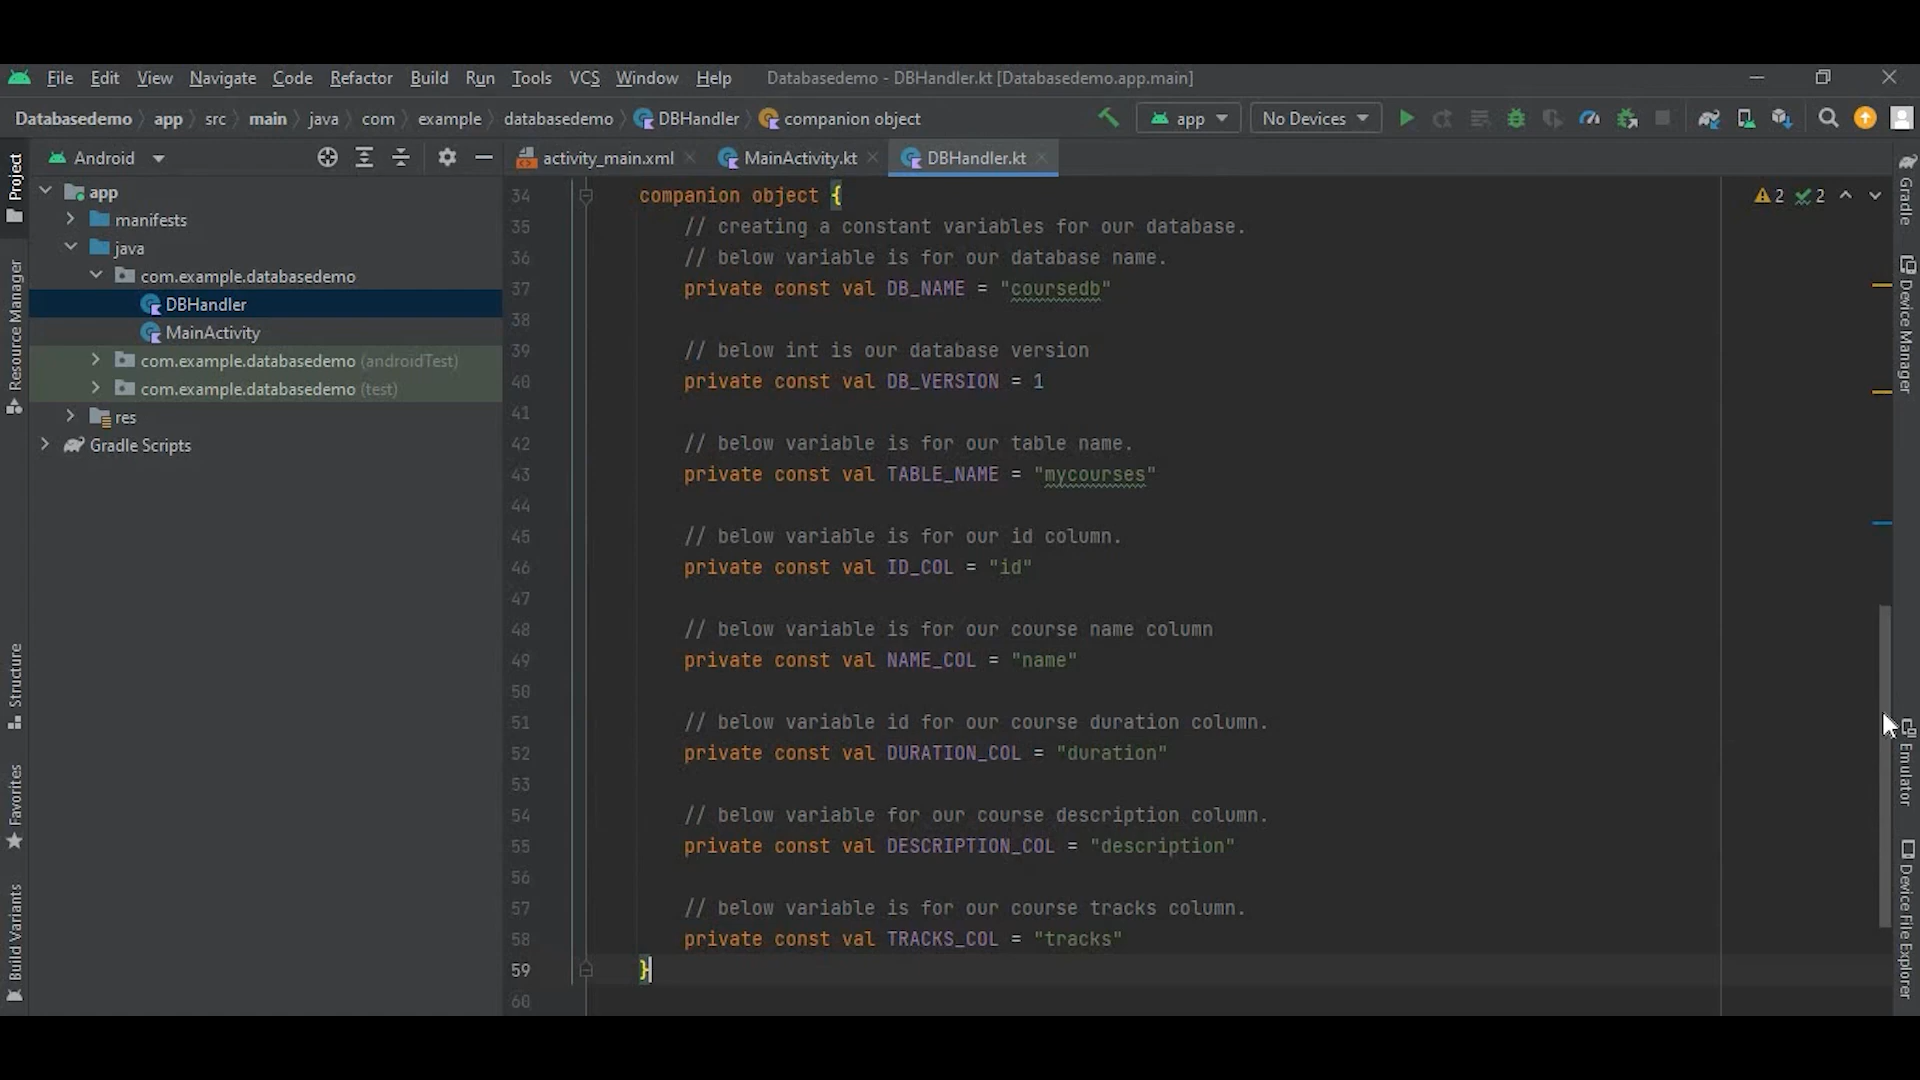 File Edit View Navigate Code Refactor Build Run Tools VCS Window Help Databasedemo - DBHandler.kt [Databasedemo.app.main]
Databasedemo app src main java com example databasedemo DBHandler companion object app No Devices
Project
Android
activity_main.xml MainActivity.kt DBHandler.kt
app
manifests
java
com.example.databasedemo
DBHandler
MainActivity
com.example.databasedemo (androidTest)
com.example.databasedemo (test)
res
Gradle Scripts
Resource Manager
Structure
Favorites
Build Variants
2 2
34 companion object {
35 // creating a constant variables for our database.
36 // below variable is for our database name.
37 private const val DB_NAME = "coursedb"
38
39 // below int is our database version
40 private const val DB_VERSION = 1
41
42 // below variable is for our table name.
43 private const val TABLE_NAME = "mycourses"
44
45 // below variable is for our id column.
46 private const val ID_COL = "id"
47
48 // below variable is for our course name column
49 private const val NAME_COL = "name"
50
51 // below variable id for our course duration column.
52 private const val DURATION_COL = "duration"
53
54 // below variable for our course description column.
55 private const val DESCRIPTION_COL = "description"
56
57 // below variable is for our course tracks column.
58 private const val TRACKS_COL = "tracks"
59 }
60
Gradle
Device Manager
Emulator
Device File Explorer